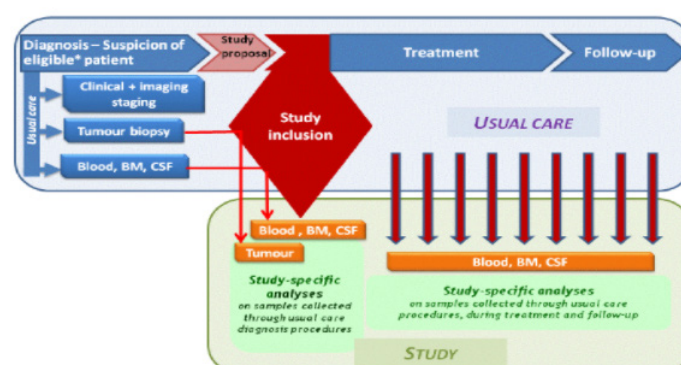 Diagnosis – Suspicion of
eligible* patient
Study
proposal
Treatment
Follow-up
Usual care
Clinical + imaging
staging
Tumour biopsy
Blood, BM, CSF
Study
inclusion
USUAL CARE
Blood , BM, CSF
Tumour
Study-specific
analyses
on samples collected
through usual care
diagnosis procedures
Blood, BM, CSF
Study-specific analyses
on samples collected through usual care
procedures, during treatment and follow-up
STUDY